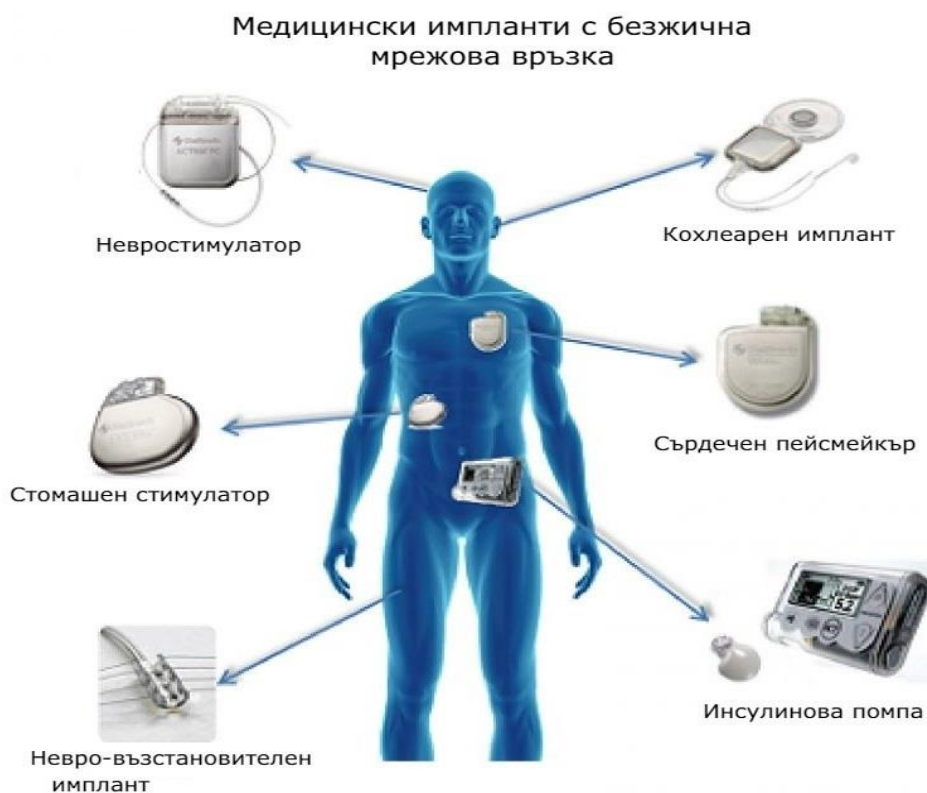 Медицински импланти с безжична
мрежова връзка
Невростимулатор
Кохлеарен имплант
Сърдечен пейсмейкър
Стомашен стимулатор
Инсулинова помпа
Невро-възстановителен
имплант